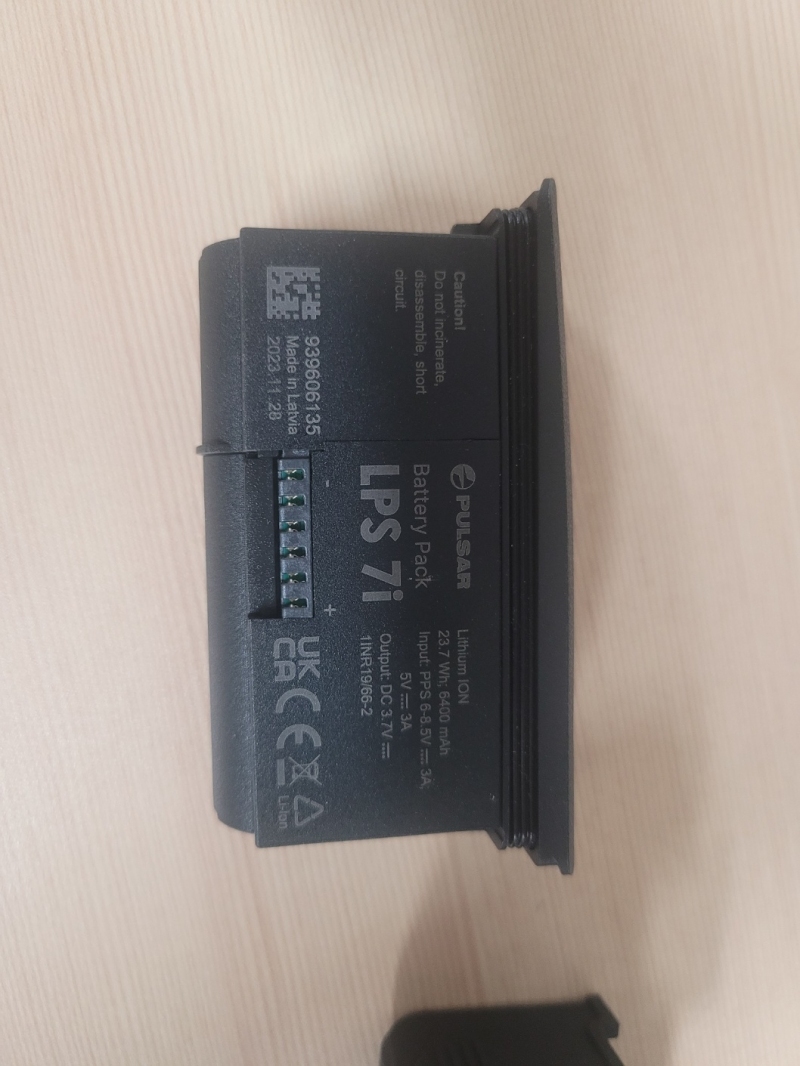 PULSAR
Battery Pack
LPS 7i
- +
Caution!
Do not incinerate,
disassemble, short
circuit.
939606135
Made in Latvia
2023.11.28
Lithium ION
23.7 Wh; 6400 mAh
Input: PPS 6-8.5V ⎓ 3A;
5V ⎓ 3A
Output: DC 3.7V ⎓
1INR19/66-2
UK
CA
CE
Li-Ion